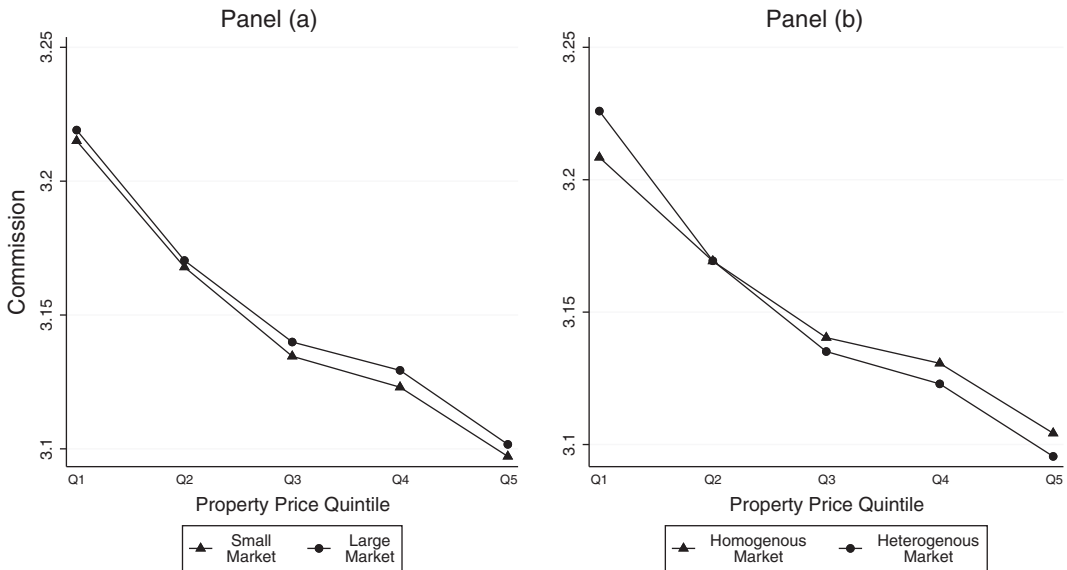 Panel (a)
Commission
3.25
3.2
3.15
3.1
Q1 Q2 Q3 Q4 Q5
Property Price Quintile
Small Market
Large Market
Panel (b)
3.25
3.2
3.15
3.1
Q1 Q2 Q3 Q4 Q5
Property Price Quintile
Homogenous Market
Heterogenous Market